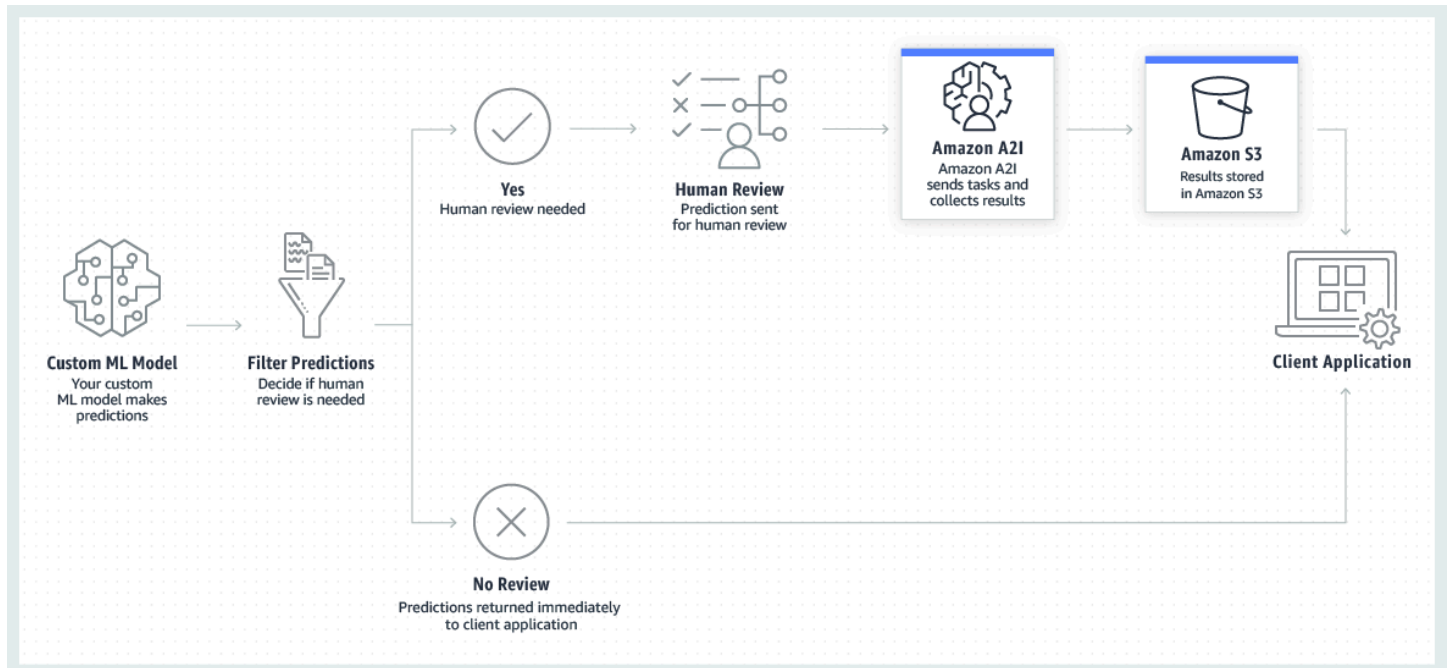 Custom ML Model
Your custom
ML model makes
predictions
Filter Predictions
Decide if human
review is needed
Yes
Human review needed
Human Review
Prediction sent
for human review
Amazon A2I
Amazon A2I
sends tasks and
collects results
Amazon S3
Results stored
in Amazon S3
Client Application
No Review
Predictions returned immediately
to client application